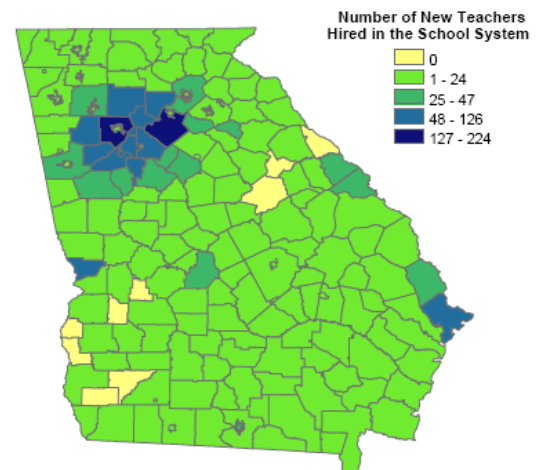 Number of New Teachers
Hired in the School System
0
1 - 24
25 - 47
48 - 126
127 - 224